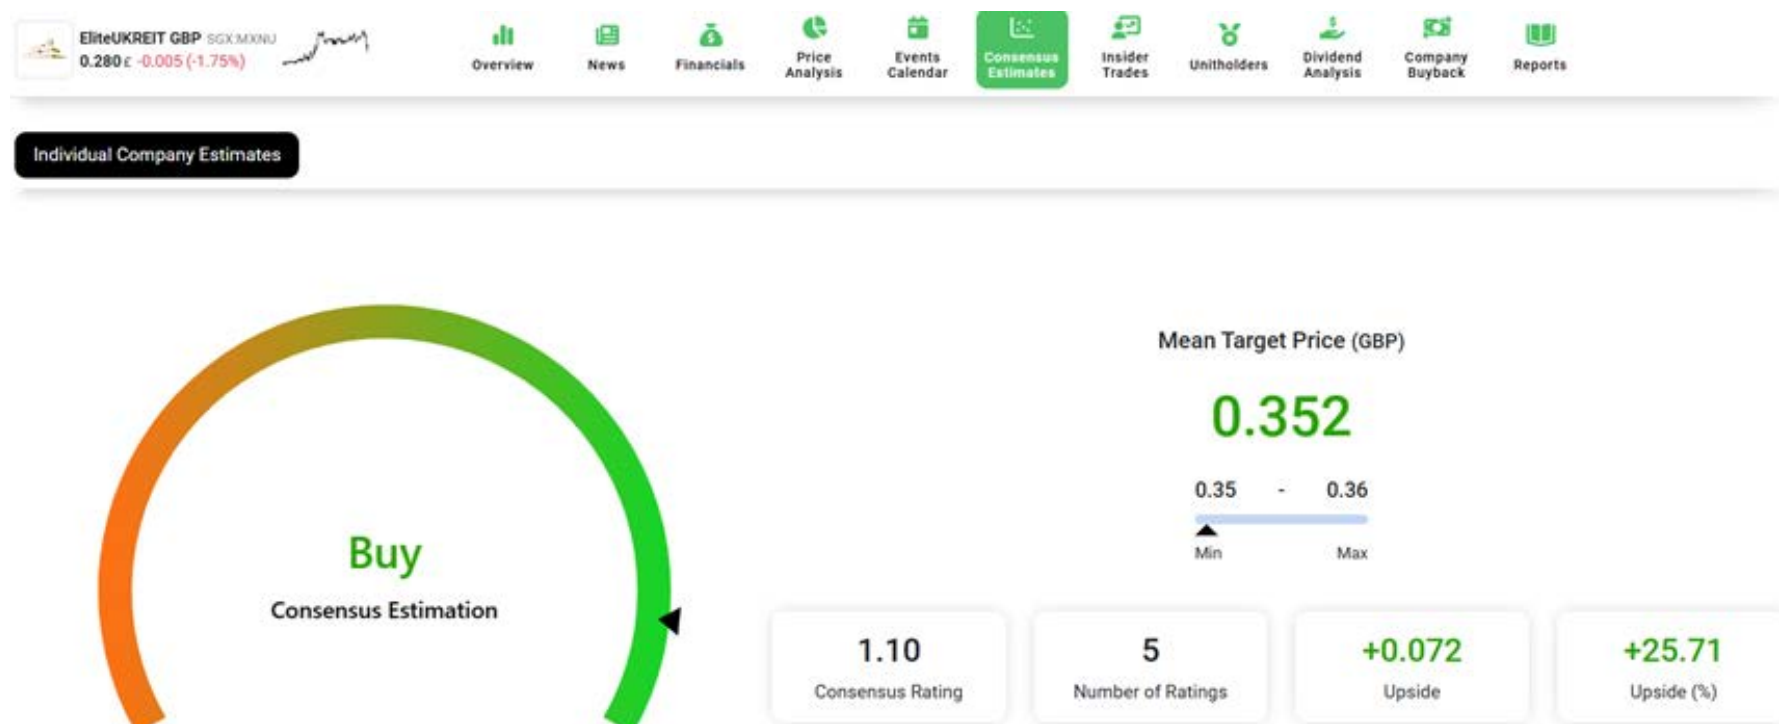 EliteUKREIT GBP SGX:MXNU
0.280 £ -0.005 (-1.75%)
Overview
News
Financials
Price
Analysis
Events
Calendar
Consensus
Estimates
Insider
Trades
Unitholders
Dividend
Analysis
Company
Buyback
Reports
Individual Company Estimates
Buy
Consensus Estimation
Mean Target Price (GBP)
0.352
0.35 - 0.36
Min Max
1.10
Consensus Rating
5
Number of Ratings
+0.072
Upside
+25.71
Upside (%)